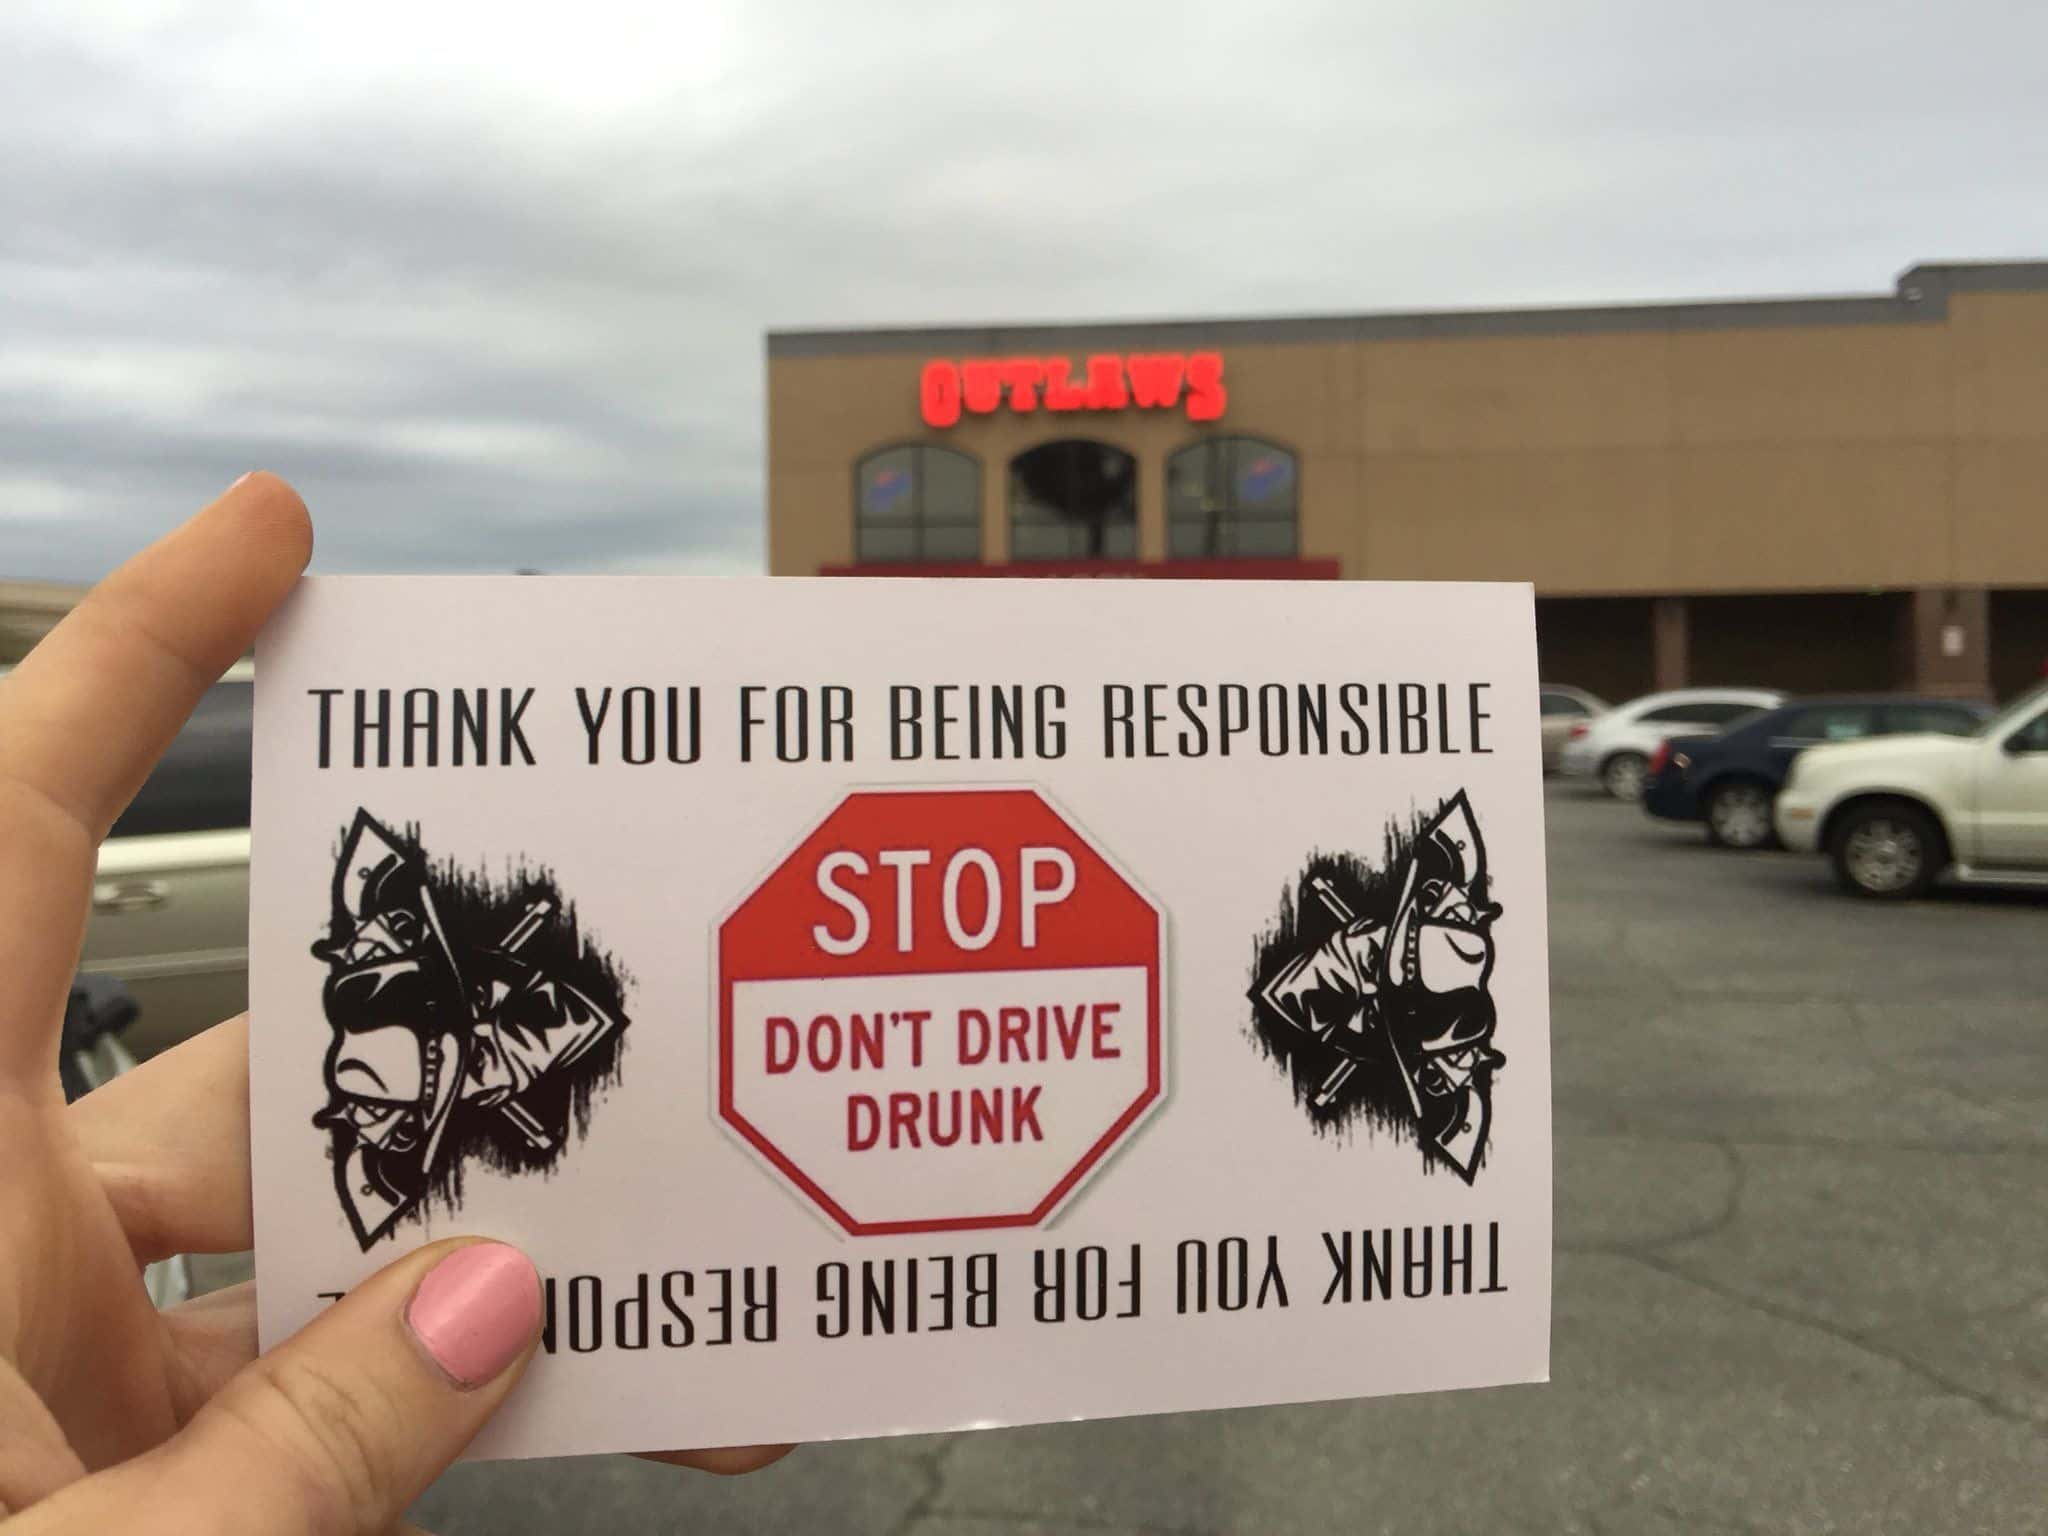 OUTLAWS
THANK YOU FOR BEING RESPONSIBLE
STOP
DON'T DRIVE
DRUNK
THANK YOU FOR BEING RESPON